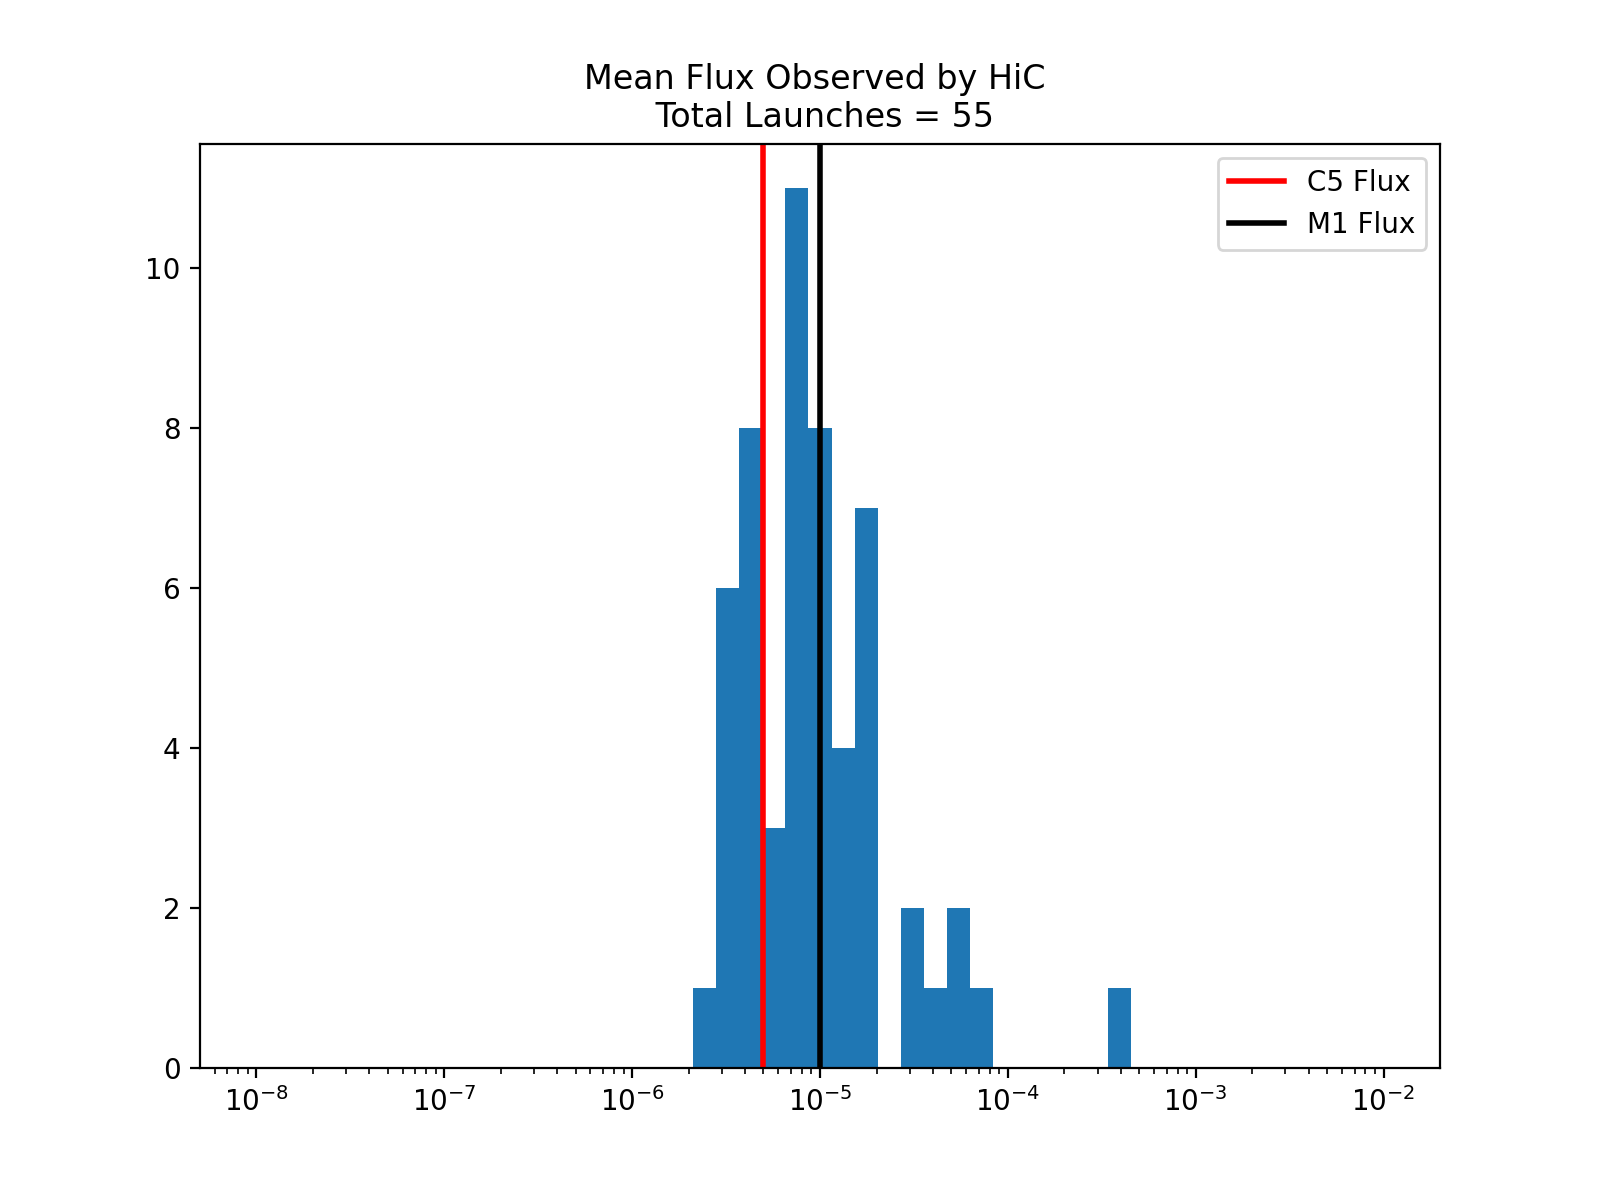 Mean Flux Observed by HiC
Total Launches = 55
C5 Flux
M1 Flux
10
8
6
4
2
0
10⁻⁸ 10⁻⁷ 10⁻⁶ 10⁻⁵ 10⁻⁴ 10⁻³ 10⁻²